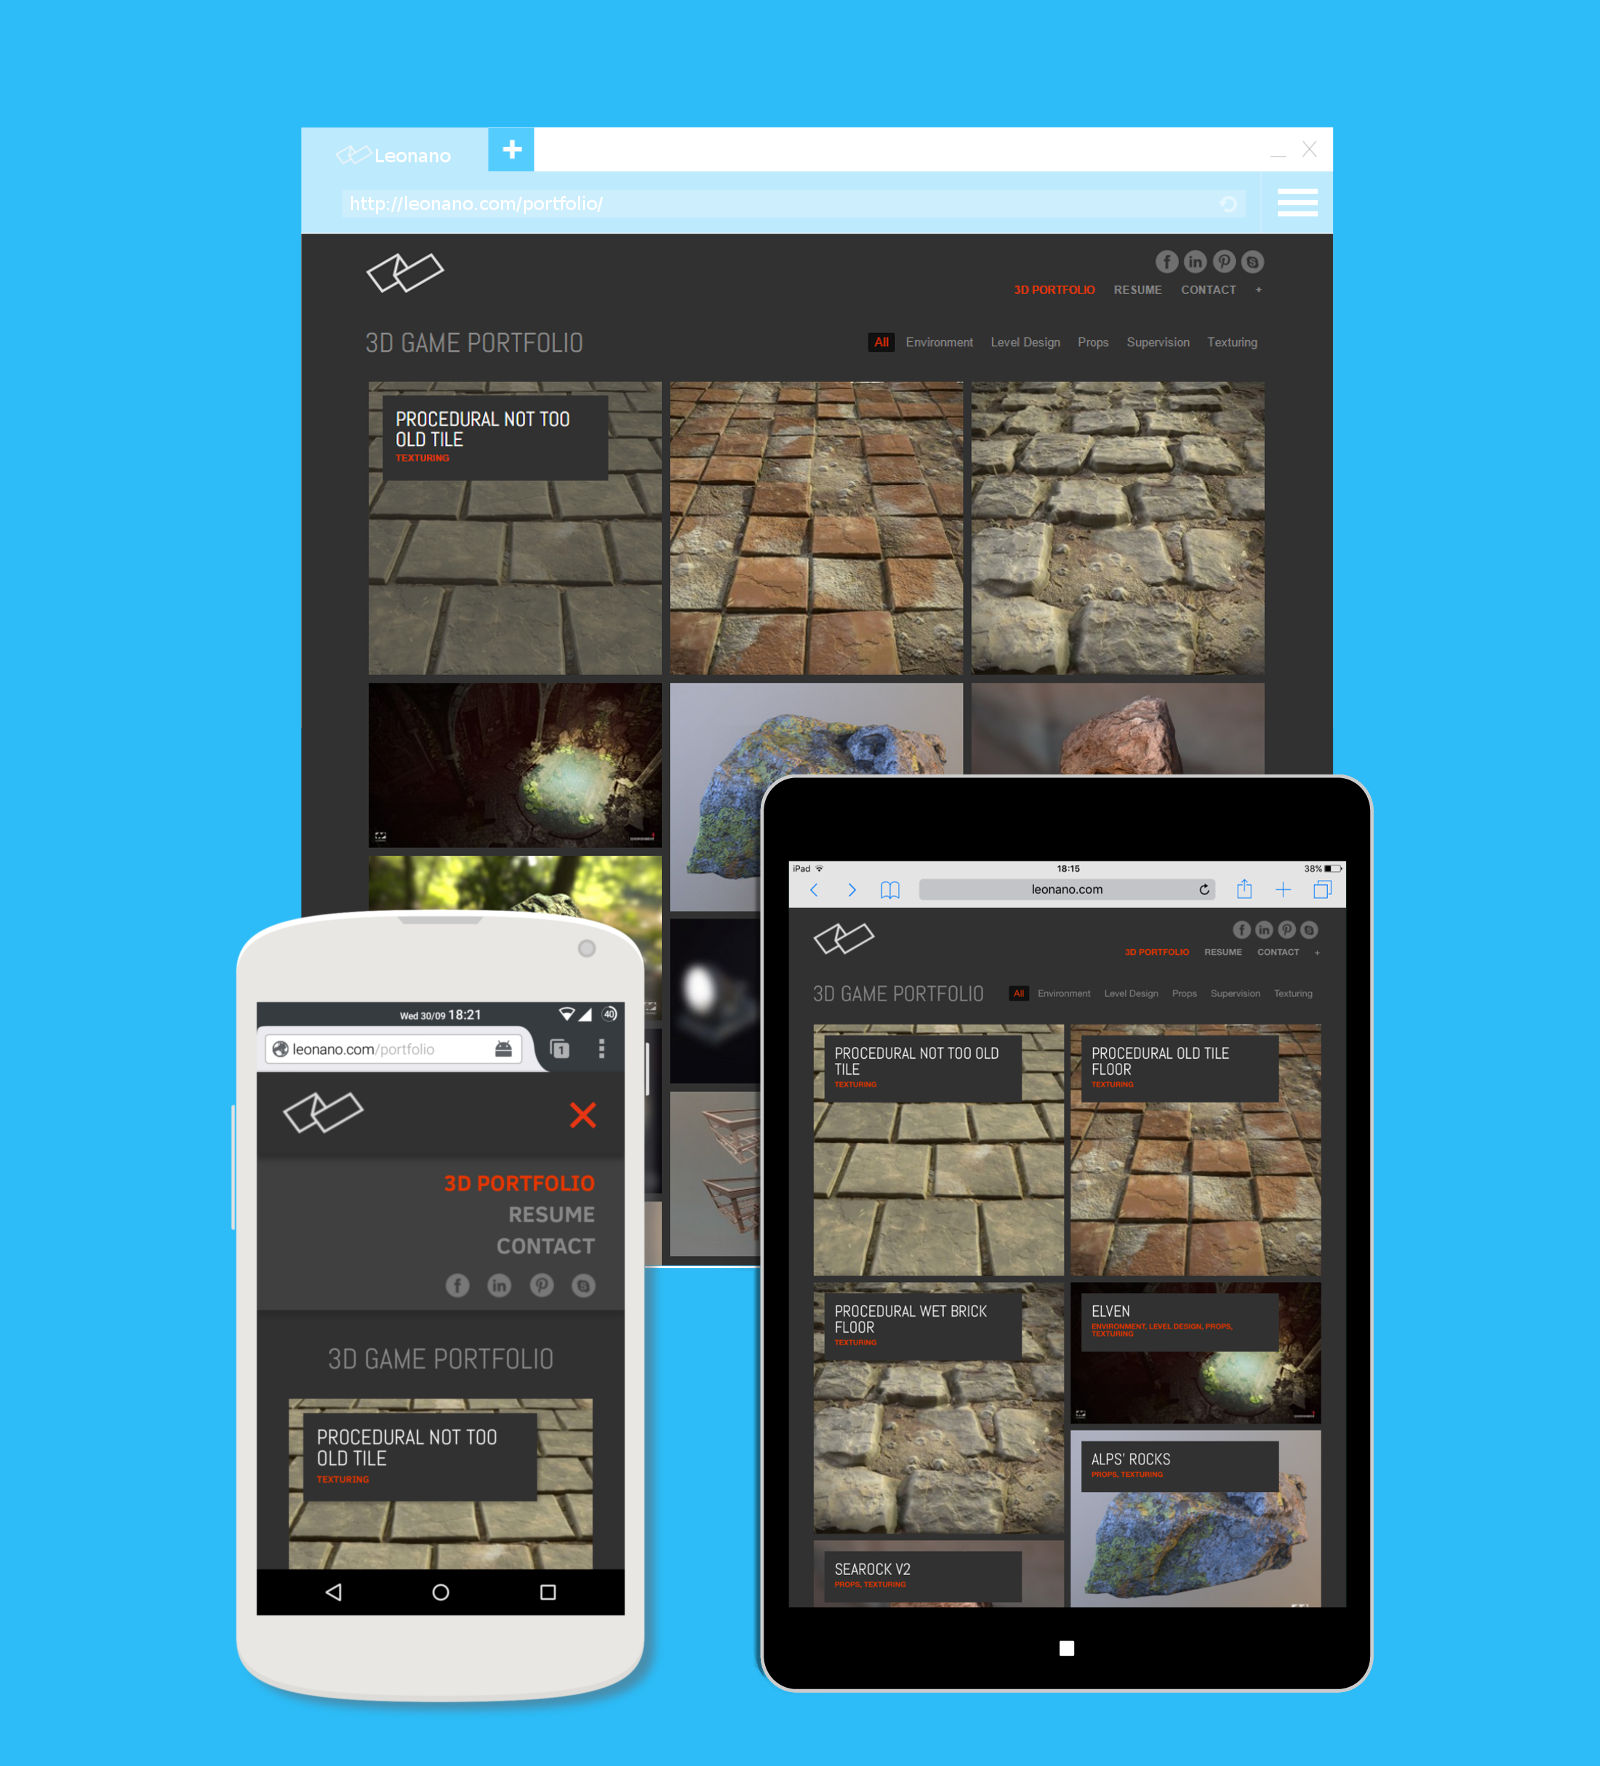 Leonano
http://leonano.com/portfolio/
3D PORTFOLIO RESUME CONTACT +
3D GAME PORTFOLIO
All Environment Level Design Props Supervision Texturing
PROCEDURAL NOT TOO
OLD TILE
TEXTURING
iPad 18:15 38%
leonano.com
3D PORTFOLIO RESUME CONTACT +
3D GAME PORTFOLIO
All Environment Level Design Props Supervision Texturing
PROCEDURAL NOT TOO OLD
TILE
TEXTURING
PROCEDURAL OLD TILE
FLOOR
TEXTURING
PROCEDURAL WET BRICK
FLOOR
TEXTURING
ELVEN
ENVIRONMENT, LEVEL DESIGN, PROPS,
TEXTURING
ALPS' ROCKS
PROPS, TEXTURING
SEAROCK V2
PROPS, TEXTURING
Wed 30/09 18:21 40
leonano.com/portfolio 1
3D PORTFOLIO
RESUME
CONTACT
3D GAME PORTFOLIO
PROCEDURAL NOT TOO
OLD TILE
TEXTURING